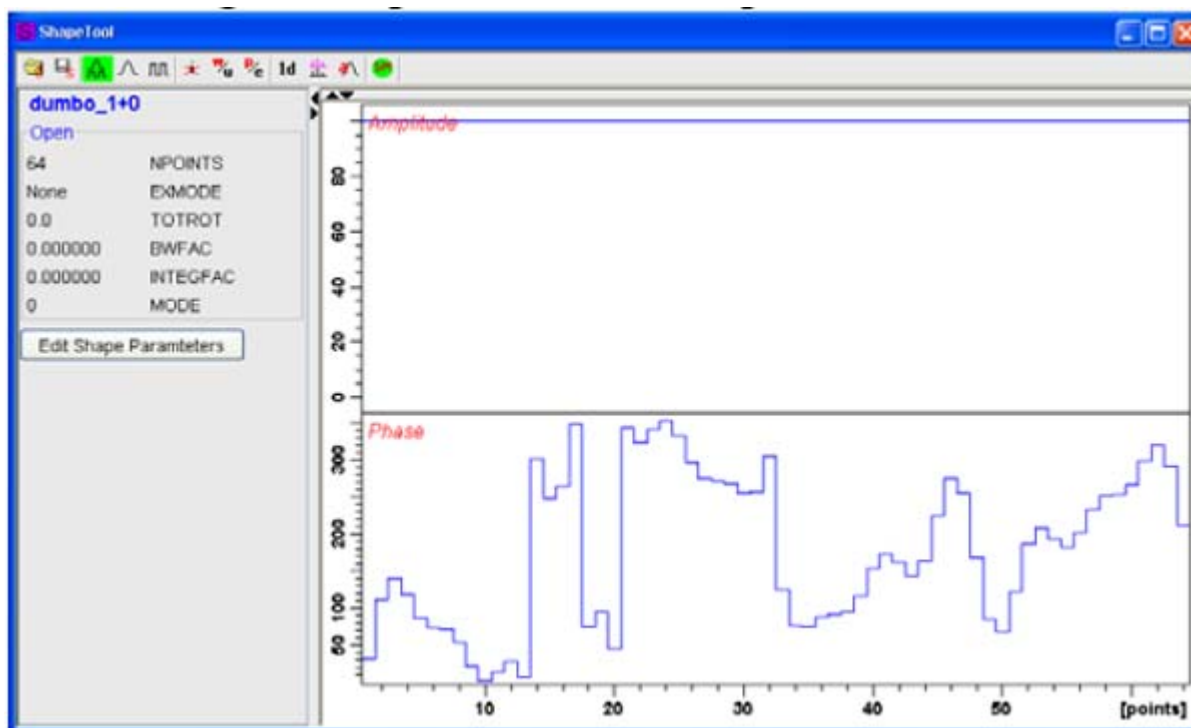 ShapeTool
1d
dumbo_1+0
Open
64 NPOINTS
None EXMODE
0.0 TOTROT
0.000000 BWFAC
0.000000 INTEGFAC
0 MODE
Edit Shape Paramteters
Amplitude
80
60
40
20
0
Phase
300
200
100
50
10 20 30 40 50 [points]